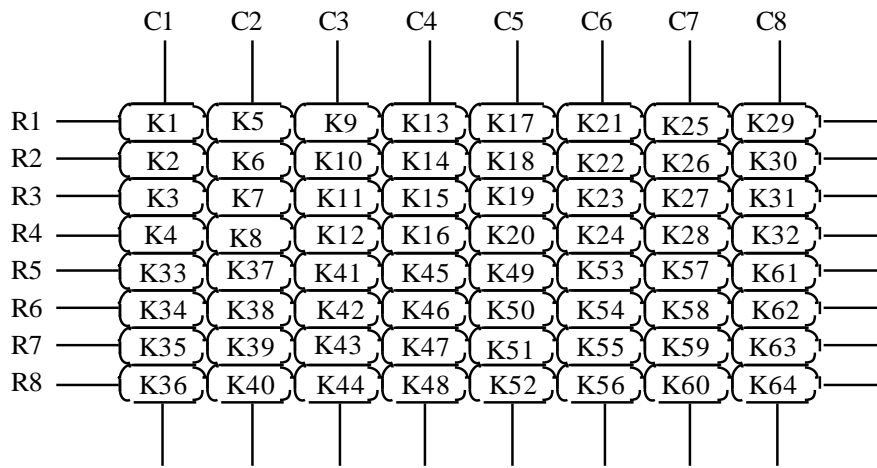 C1 C2 C3 C4 C5 C6 C7 C8
R1 K1 K5 K9 K13 K17 K21 K25 K29
R2 K2 K6 K10 K14 K18 K22 K26 K30
R3 K3 K7 K11 K15 K19 K23 K27 K31
R4 K4 K8 K12 K16 K20 K24 K28 K32
R5 K33 K37 K41 K45 K49 K53 K57 K61
R6 K34 K38 K42 K46 K50 K54 K58 K62
R7 K35 K39 K43 K47 K51 K55 K59 K63
R8 K36 K40 K44 K48 K52 K56 K60 K64